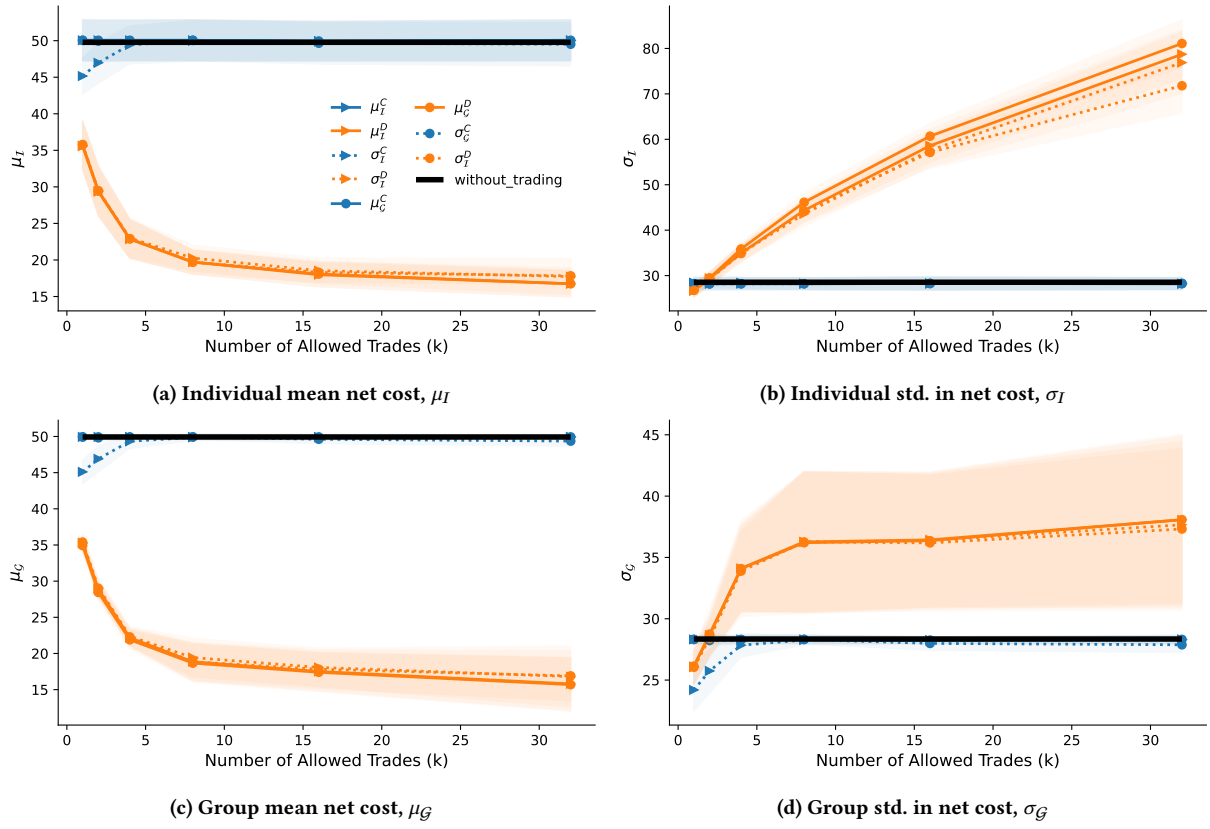 50
45
40
35
30
25
20
15
μ_I
0 5 10 15 20 25 30
Number of Allowed Trades (k)
μ_I^C
μ_I^D
σ_I^C
σ_I^D
μ_G^C
μ_G^D
σ_G^C
σ_I^D
without_trading
(a) Individual mean net cost, μ_I
80
70
60
50
40
30
σ_I
0 5 10 15 20 25 30
Number of Allowed Trades (k)
(b) Individual std. in net cost, σ_I
50
45
40
35
30
25
20
15
μ_G
0 5 10 15 20 25 30
Number of Allowed Trades (k)
(c) Group mean net cost, μ_G
45
40
35
30
25
σ_G
0 5 10 15 20 25 30
Number of Allowed Trades (k)
(d) Group std. in net cost, σ_G